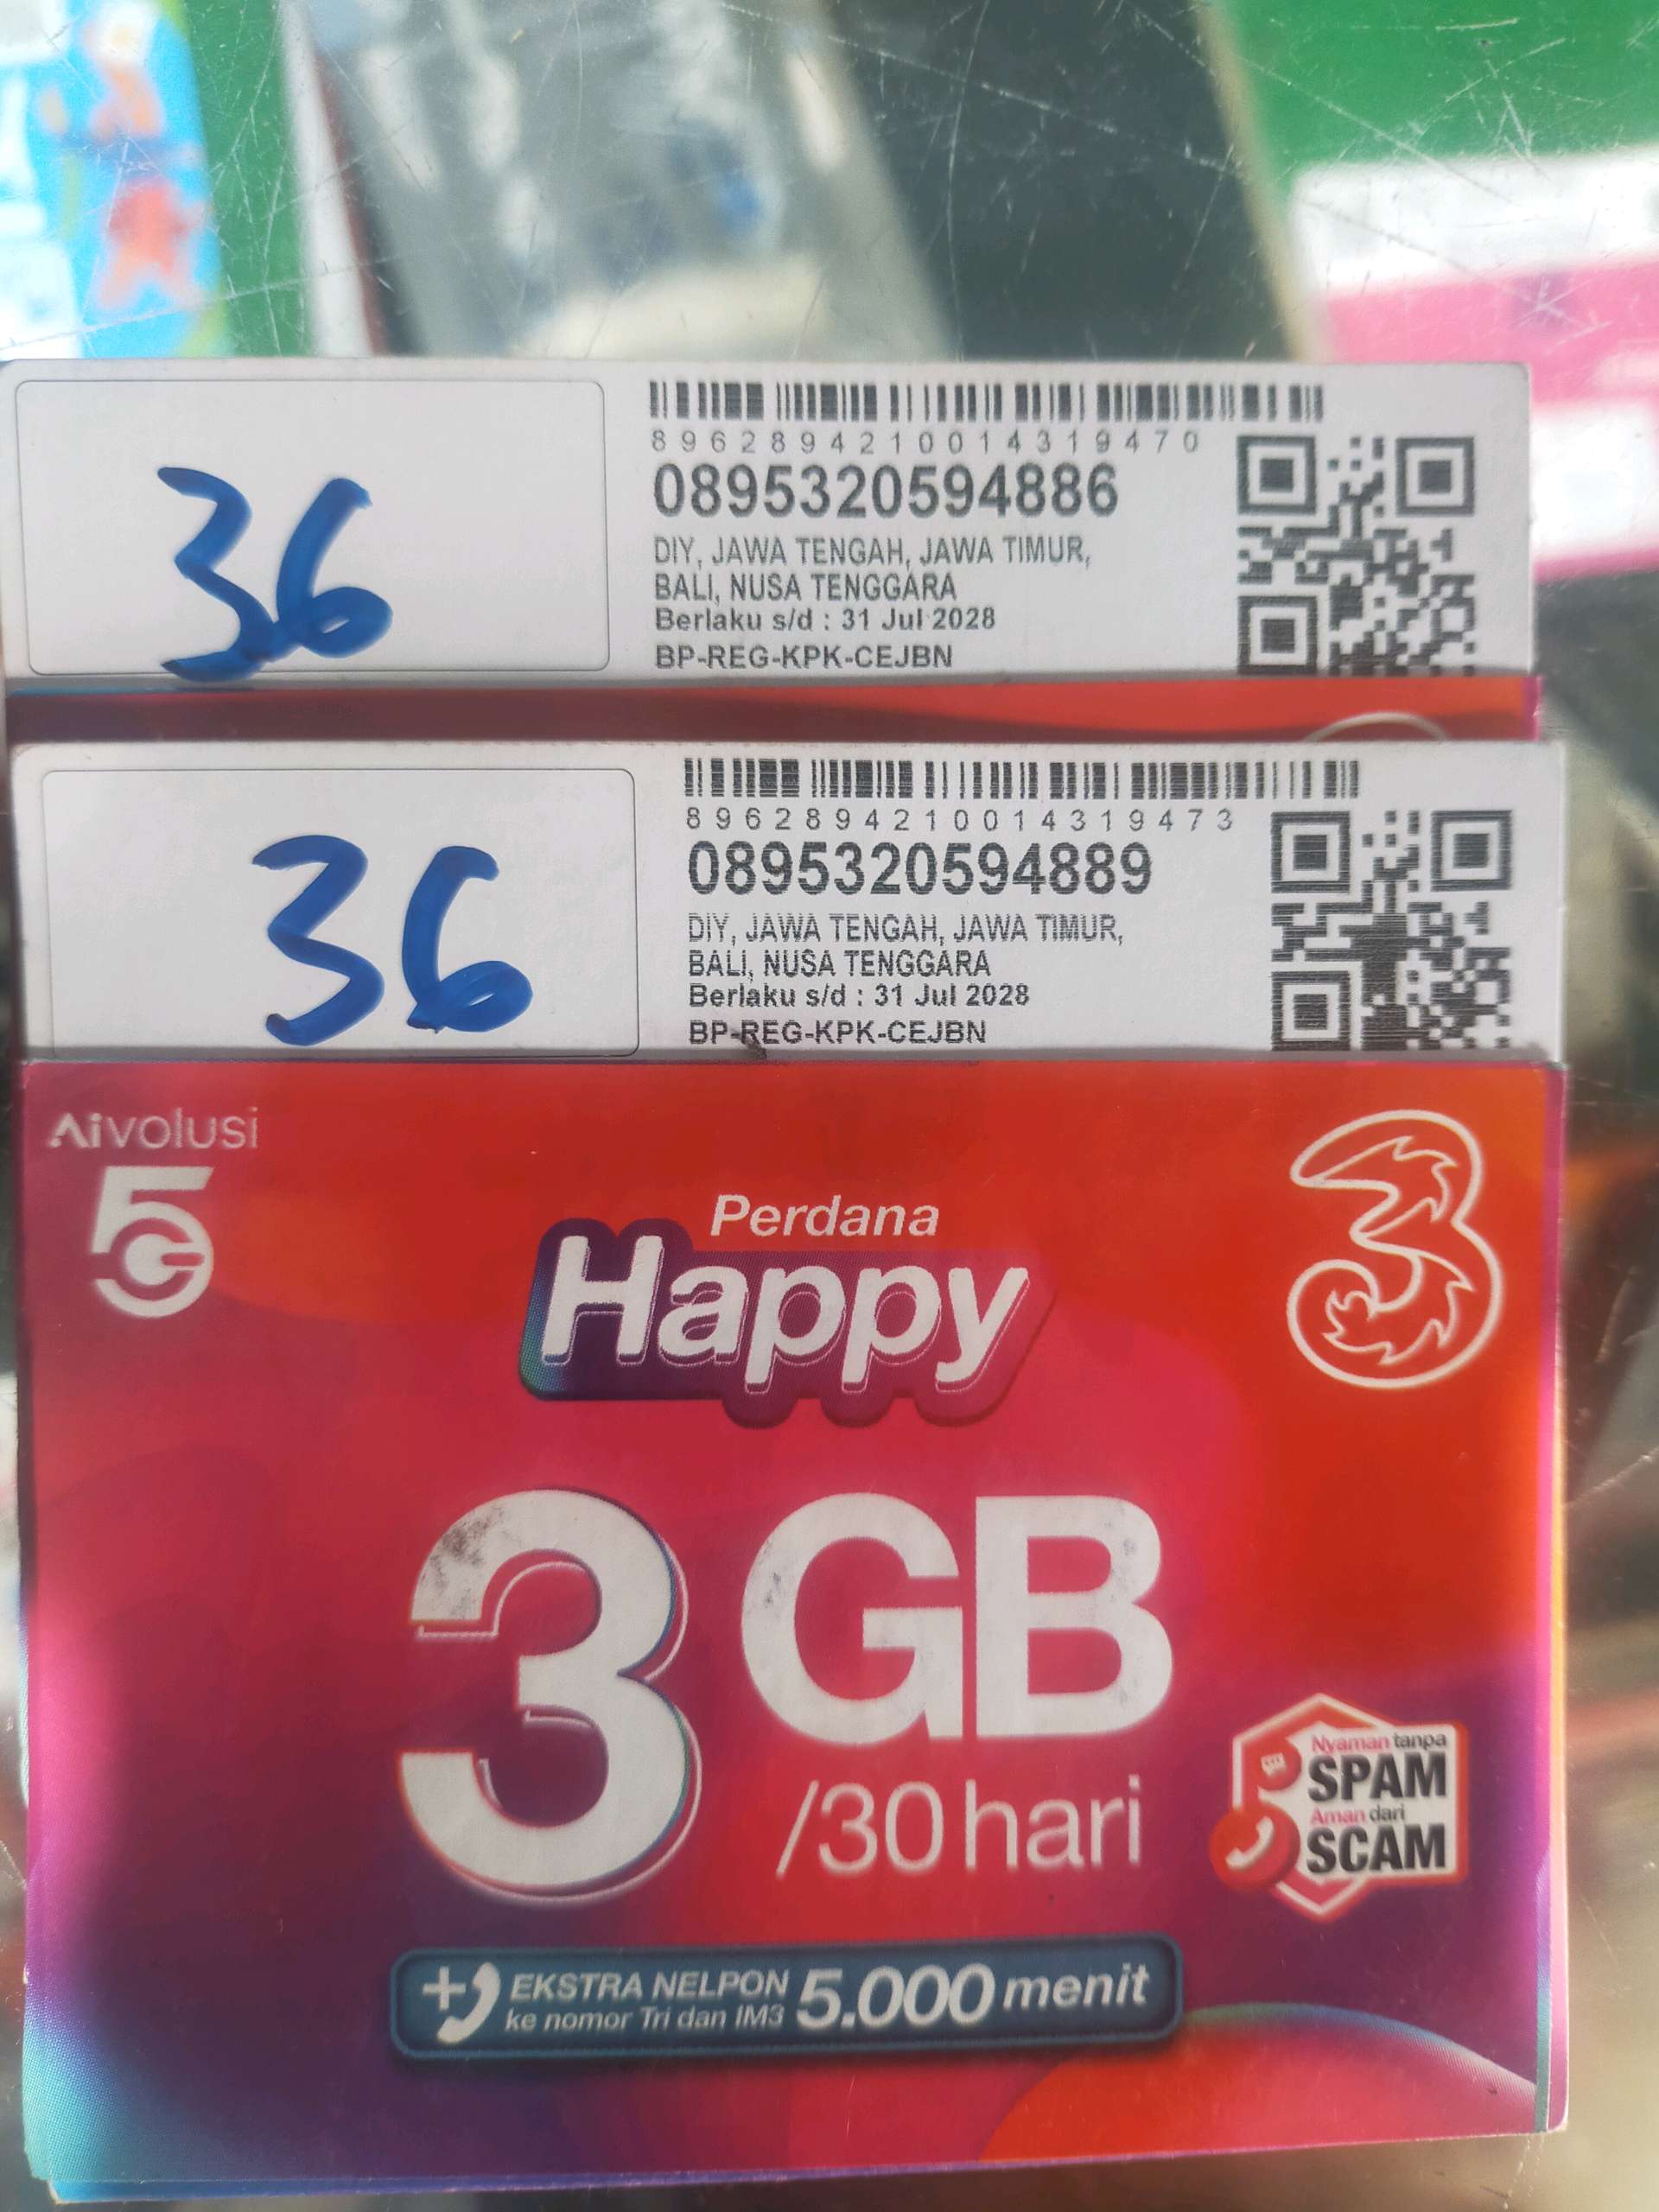 36
8962894210014319470
0895320594886
DIY, JAWA TENGAH, JAWA TIMUR,
BALI, NUSA TENGGARA
Berlaku s/d : 31 Jul 2028
BP-REG-KPK-CEJBN
36
8962894210014319473
0895320594889
DIY, JAWA TENGAH, JAWA TIMUR,
BALI, NUSA TENGGARA
Berlaku s/d : 31 Jul 2028
BP-REG-KPK-CEJBN
Aivolusi
5G
3
Perdana
Happy
3 GB
/30 hari
Nyaman tanpa
SPAM
Aman dari
SCAM
EKSTRA NELPON
ke nomor Tri dan IM3
5.000 menit